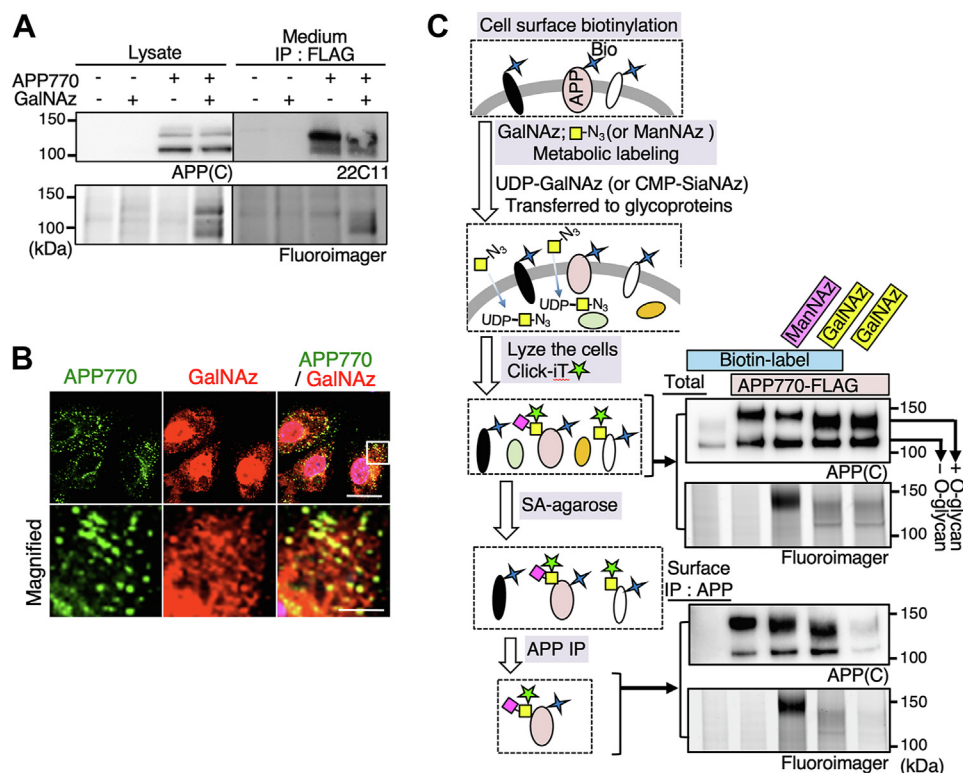 A
Lysate
Medium
IP : FLAG
APP770 - - + + - - + +
GalNAz - + - + - + - +
150
100
APP(C) 22C11
150
100
(kDa)
Fluoroimager
B
APP770 GalNAz APP770
/ GalNAz
Magnified
C
Cell surface biotinylation
Bio
APP
GalNAz; -N3 (or ManNAz )
Metabolic labeling
UDP-GalNAz (or CMP-SiaNAz)
Transferred to glycoproteins
N3
N3
UDP- -N3
UDP- -N3
Lyze the cells
Click-iT
SA-agarose
APP IP
ManNAz
GalNAz
GalNAz
Biotin-label
Total
APP770-FLAG
150
100
APP(C)
+ O-glycan
- O-glycan
150
100
Fluoroimager
Surface
IP : APP
150
100
APP(C)
150
100
(kDa)
Fluoroimager